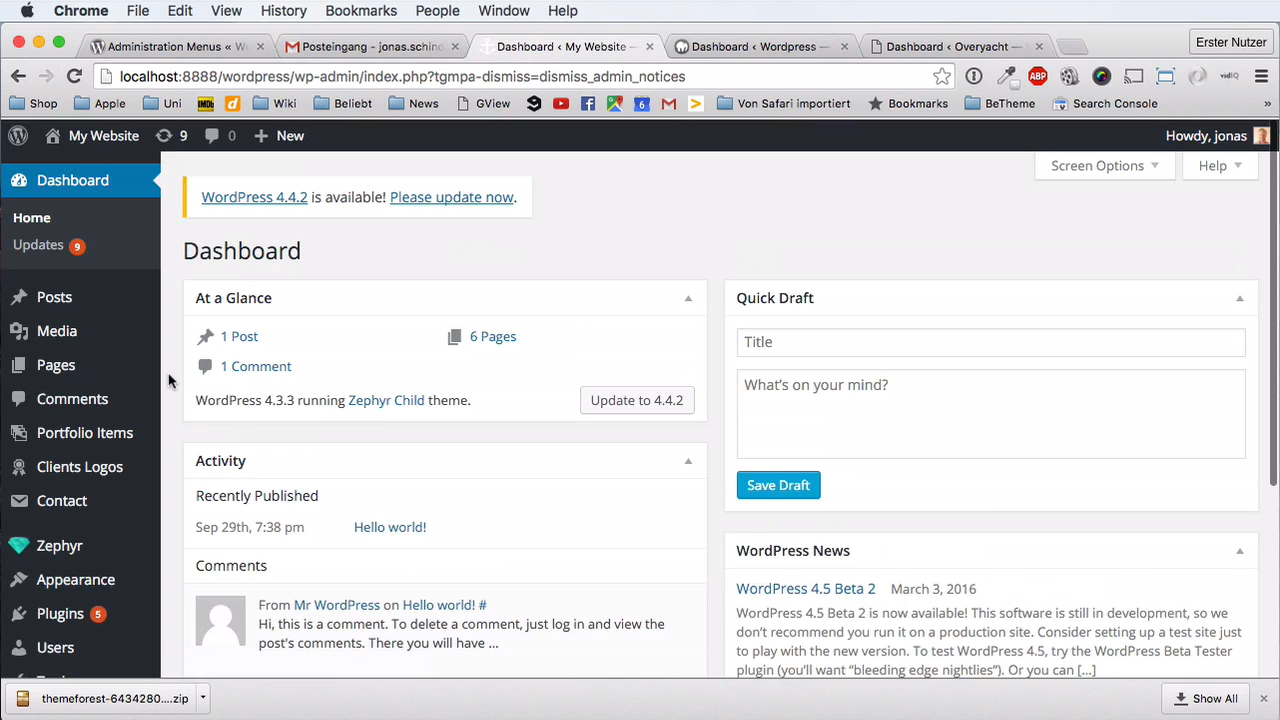 Chrome File Edit View History Bookmarks People Window Help
Administration Menus « W
Posteingang - jonas.schind
Dashboard ‹ My Website —
Dashboard ‹ Wordpress —
Dashboard ‹ Overyacht —
Erster Nutzer
localhost:8888/wordpress/wp-admin/index.php?tgmpa-dismiss=dismiss_admin_notices
ABP
vidIQ
Shop Apple Uni IMDb d Wiki Beliebt News GView 9 6 Von Safari importiert Bookmarks BeTheme Search Console »
My Website 9 0 + New
Howdy, jonas
Screen Options
Help
Dashboard
Home
Updates 9
Posts
Media
Pages
Comments
Portfolio Items
Clients Logos
Contact
Zephyr
Appearance
Plugins 5
Users
WordPress 4.4.2 is available! Please update now.
Dashboard
At a Glance
1 Post
6 Pages
1 Comment
WordPress 4.3.3 running Zephyr Child theme.
Update to 4.4.2
Activity
Recently Published
Sep 29th, 7:38 pm Hello world!
Comments
From Mr WordPress on Hello world! #
Hi, this is a comment. To delete a comment, just log in and view the
post's comments. There you will have ...
Quick Draft
Title
What's on your mind?
Save Draft
WordPress News
WordPress 4.5 Beta 2 March 3, 2016
WordPress 4.5 Beta 2 is now available! This software is still in development, so we
don't recommend you run it on a production site. Consider setting up a test site just
to play with the new version. To test WordPress 4.5, try the WordPress Beta Tester
plugin (you'll want "bleeding edge nightlies"). Or you can [...]
themeforest-6434280....zip
Show All